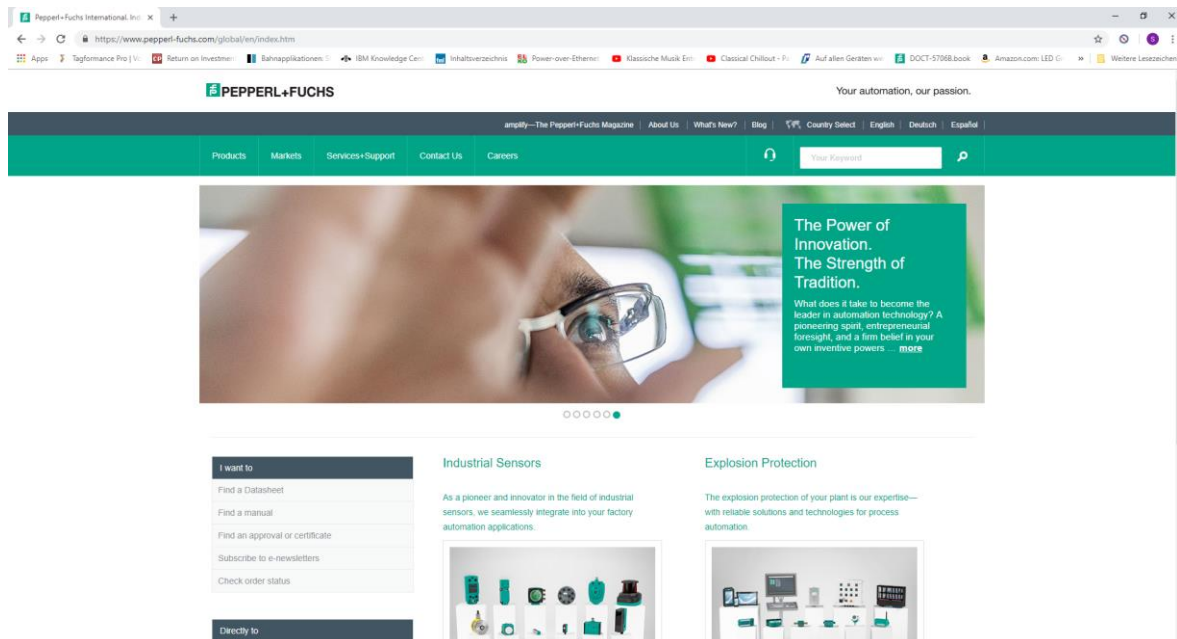 Pepperl+Fuchs International. Ind
https://www.pepperl-fuchs.com/global/en/index.htm
Apps
Tagformance Pro | Vo
Return on Investmen
Bahnapplikationen: S
IBM Knowledge Cent
Inhaltsverzeichnis
Power-over-Ethernet
Klassische Musik Ent
Classical Chillout - Pu
Auf allen Geräten we
DOCT-5706B.book
Amazon.com: LED G
»
Weitere Lesezeichen
PEPPERL+FUCHS
Your automation, our passion.
amplify—The Pepperl+Fuchs Magazine | About Us | What's New? | Blog | Country Select | English | Deutsch | Español |
Products Markets Services+Support Contact Us Careers
Your Keyword
The Power of
Innovation.
The Strength of
Tradition.
What does it take to become the
leader in automation technology? A
pioneering spirit, entrepreneurial
foresight, and a firm belief in your
own inventive powers ... more
I want to
Find a Datasheet
Find a manual
Find an approval or certificate
Subscribe to e-newsletters
Check order status
Directly to
Industrial Sensors
As a pioneer and innovator in the field of industrial
sensors, we seamlessly integrate into your factory
automation applications.
Explosion Protection
The explosion protection of your plant is our expertise—
with reliable solutions and technologies for process
automation.